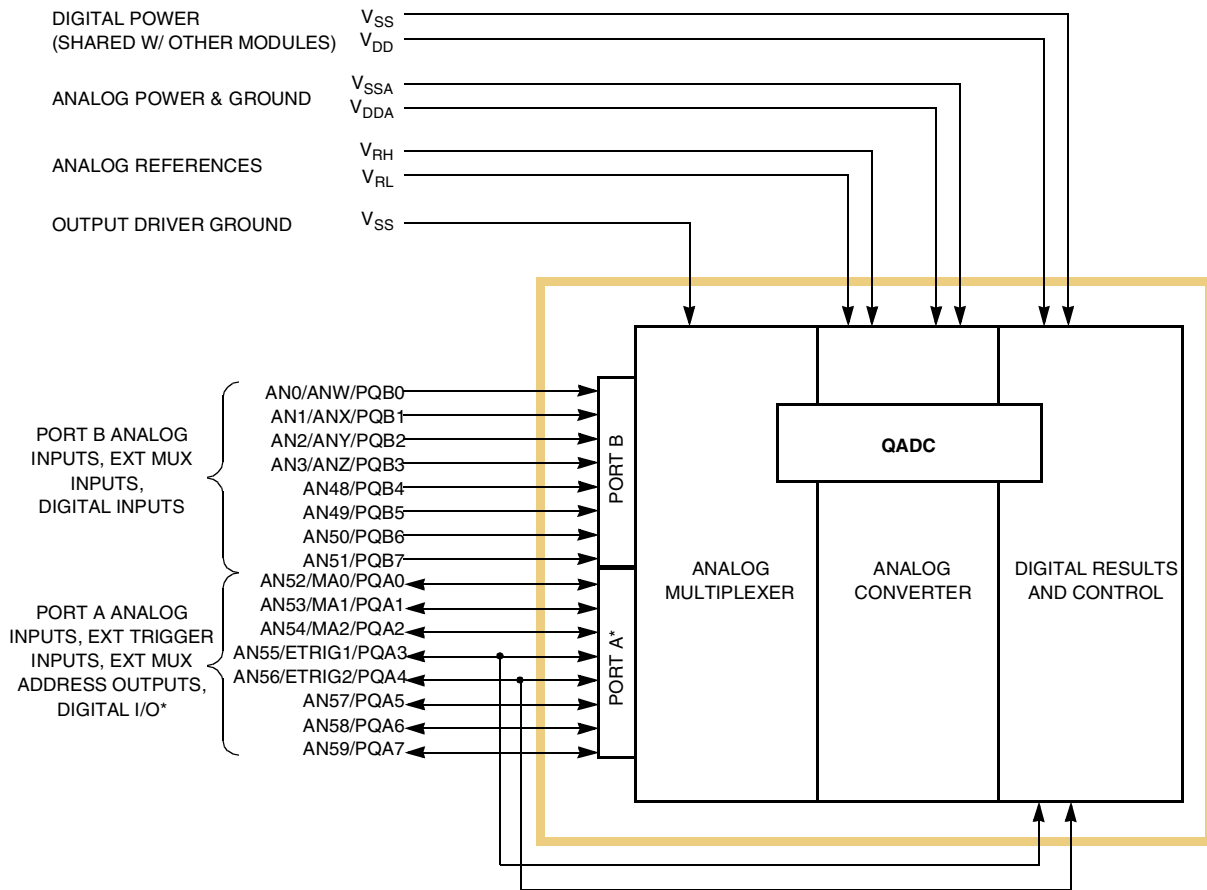 DIGITAL POWER
(SHARED W/ OTHER MODULES)
VSS
VDD
ANALOG POWER & GROUND
VSSA
VDDA
ANALOG REFERENCES
VRH
VRL
OUTPUT DRIVER GROUND
VSS
PORT B ANALOG
INPUTS, EXT MUX
INPUTS,
DIGITAL INPUTS
AN0/ANW/PQB0
AN1/ANX/PQB1
AN2/ANY/PQB2
AN3/ANZ/PQB3
AN48/PQB4
AN49/PQB5
AN50/PQB6
AN51/PQB7
PORT A ANALOG
INPUTS, EXT TRIGGER
INPUTS, EXT MUX
ADDRESS OUTPUTS,
DIGITAL I/O*
AN52/MA0/PQA0
AN53/MA1/PQA1
AN54/MA2/PQA2
AN55/ETRIG1/PQA3
AN56/ETRIG2/PQA4
AN57/PQA5
AN58/PQA6
AN59/PQA7
PORT B
PORT A*
QADC
ANALOG
MULTIPLEXER
ANALOG
CONVERTER
DIGITAL RESULTS
AND CONTROL